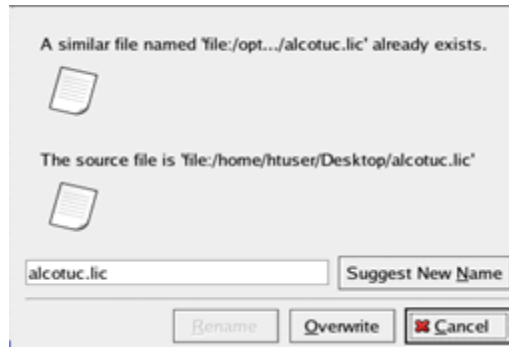 A similar file named 'file:/opt.../alcotuc.lic' already exists.
The source file is 'file:/home/htuser/Desktop/alcotuc.lic'
alcotuc.lic
Suggest New Name
Rename
Overwrite
Cancel